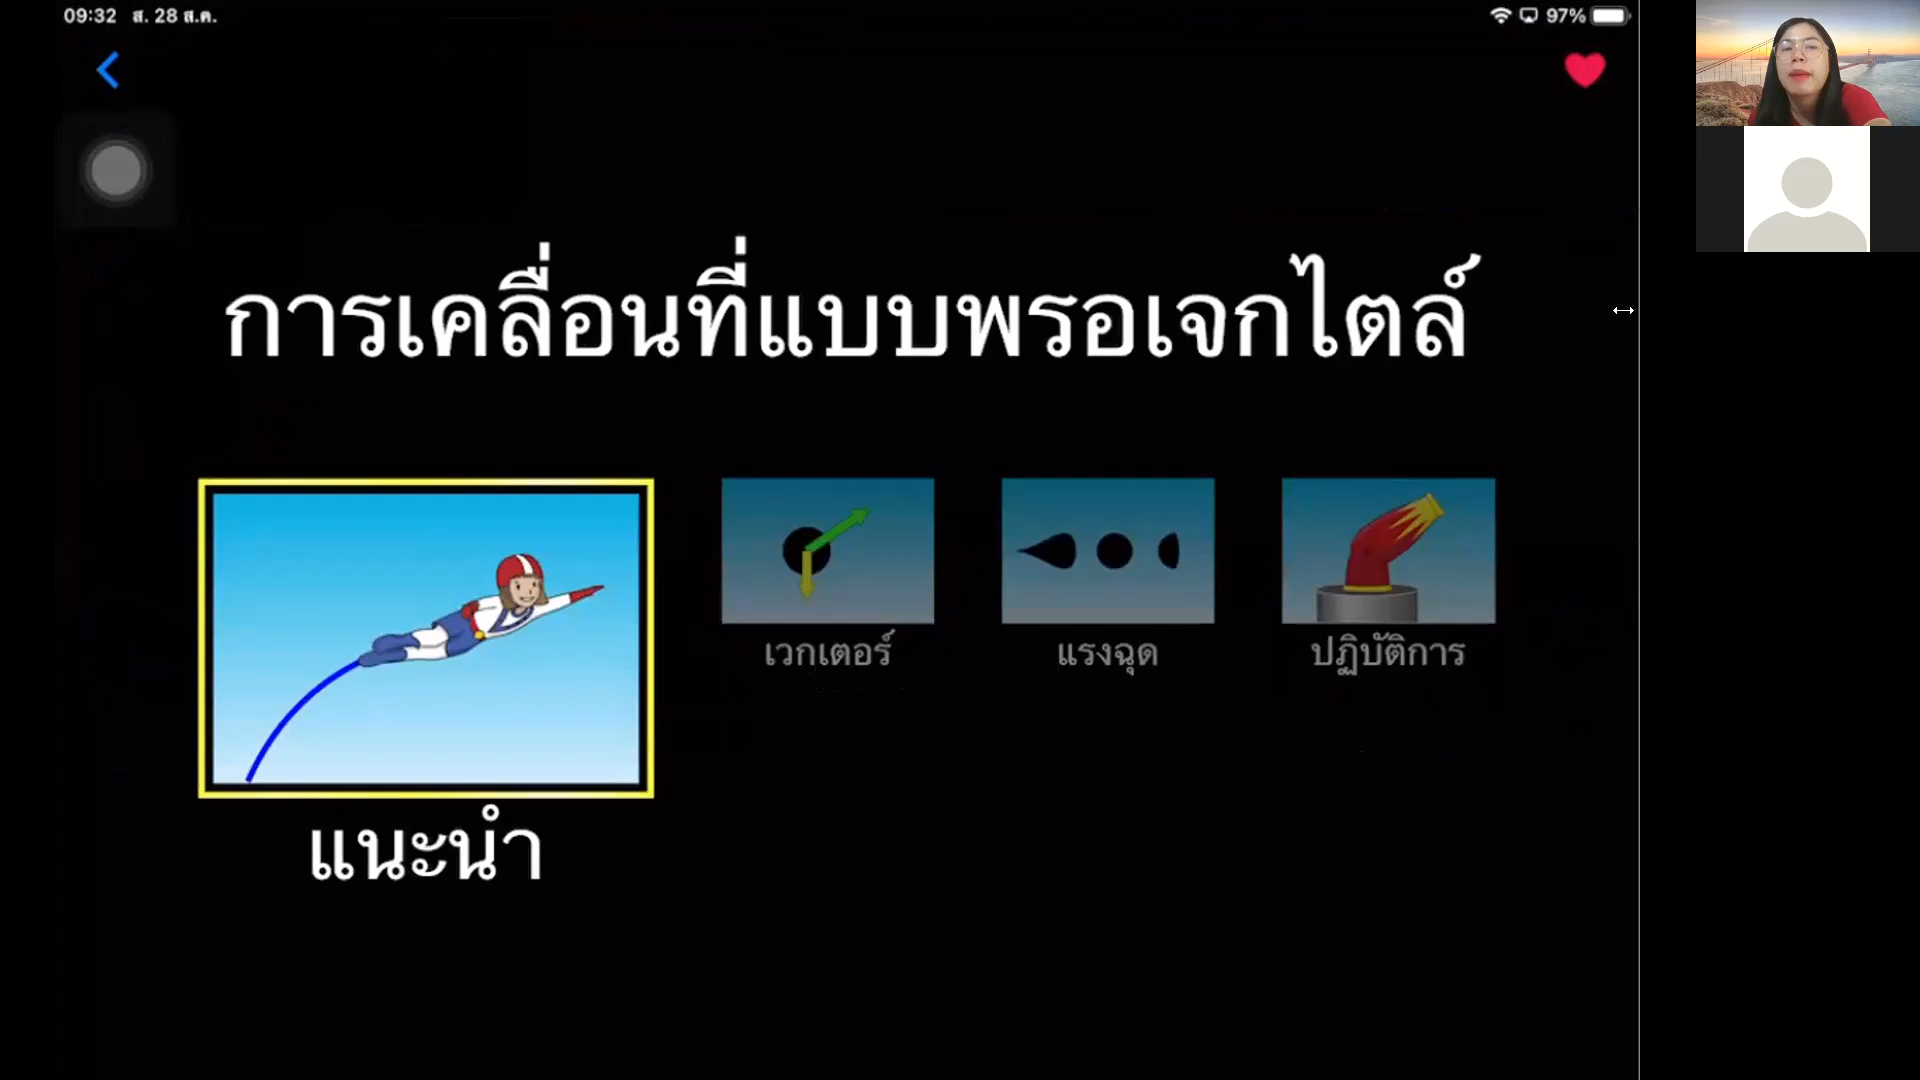 09:32 ส. 28 ส.ค.
97%
การเคลื่อนที่แบบพรอเจกไตล์
เวกเตอร์
แรงฉุด
ปฏิบัติการ
แนะนำ